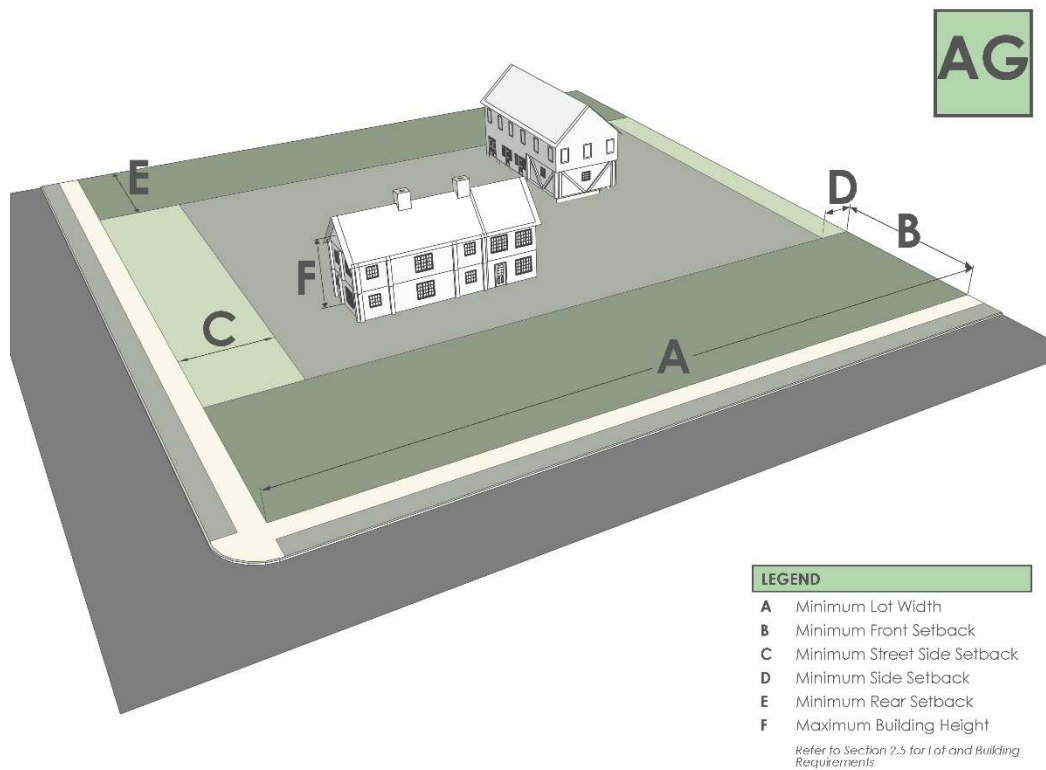 AG
E
D
B
F
C
A
LEGEND
A Minimum Lot Width
B Minimum Front Setback
C Minimum Street Side Setback
D Minimum Side Setback
E Minimum Rear Setback
F Maximum Building Height
Refer to Section 2.5 for Lot and Building
Requirements